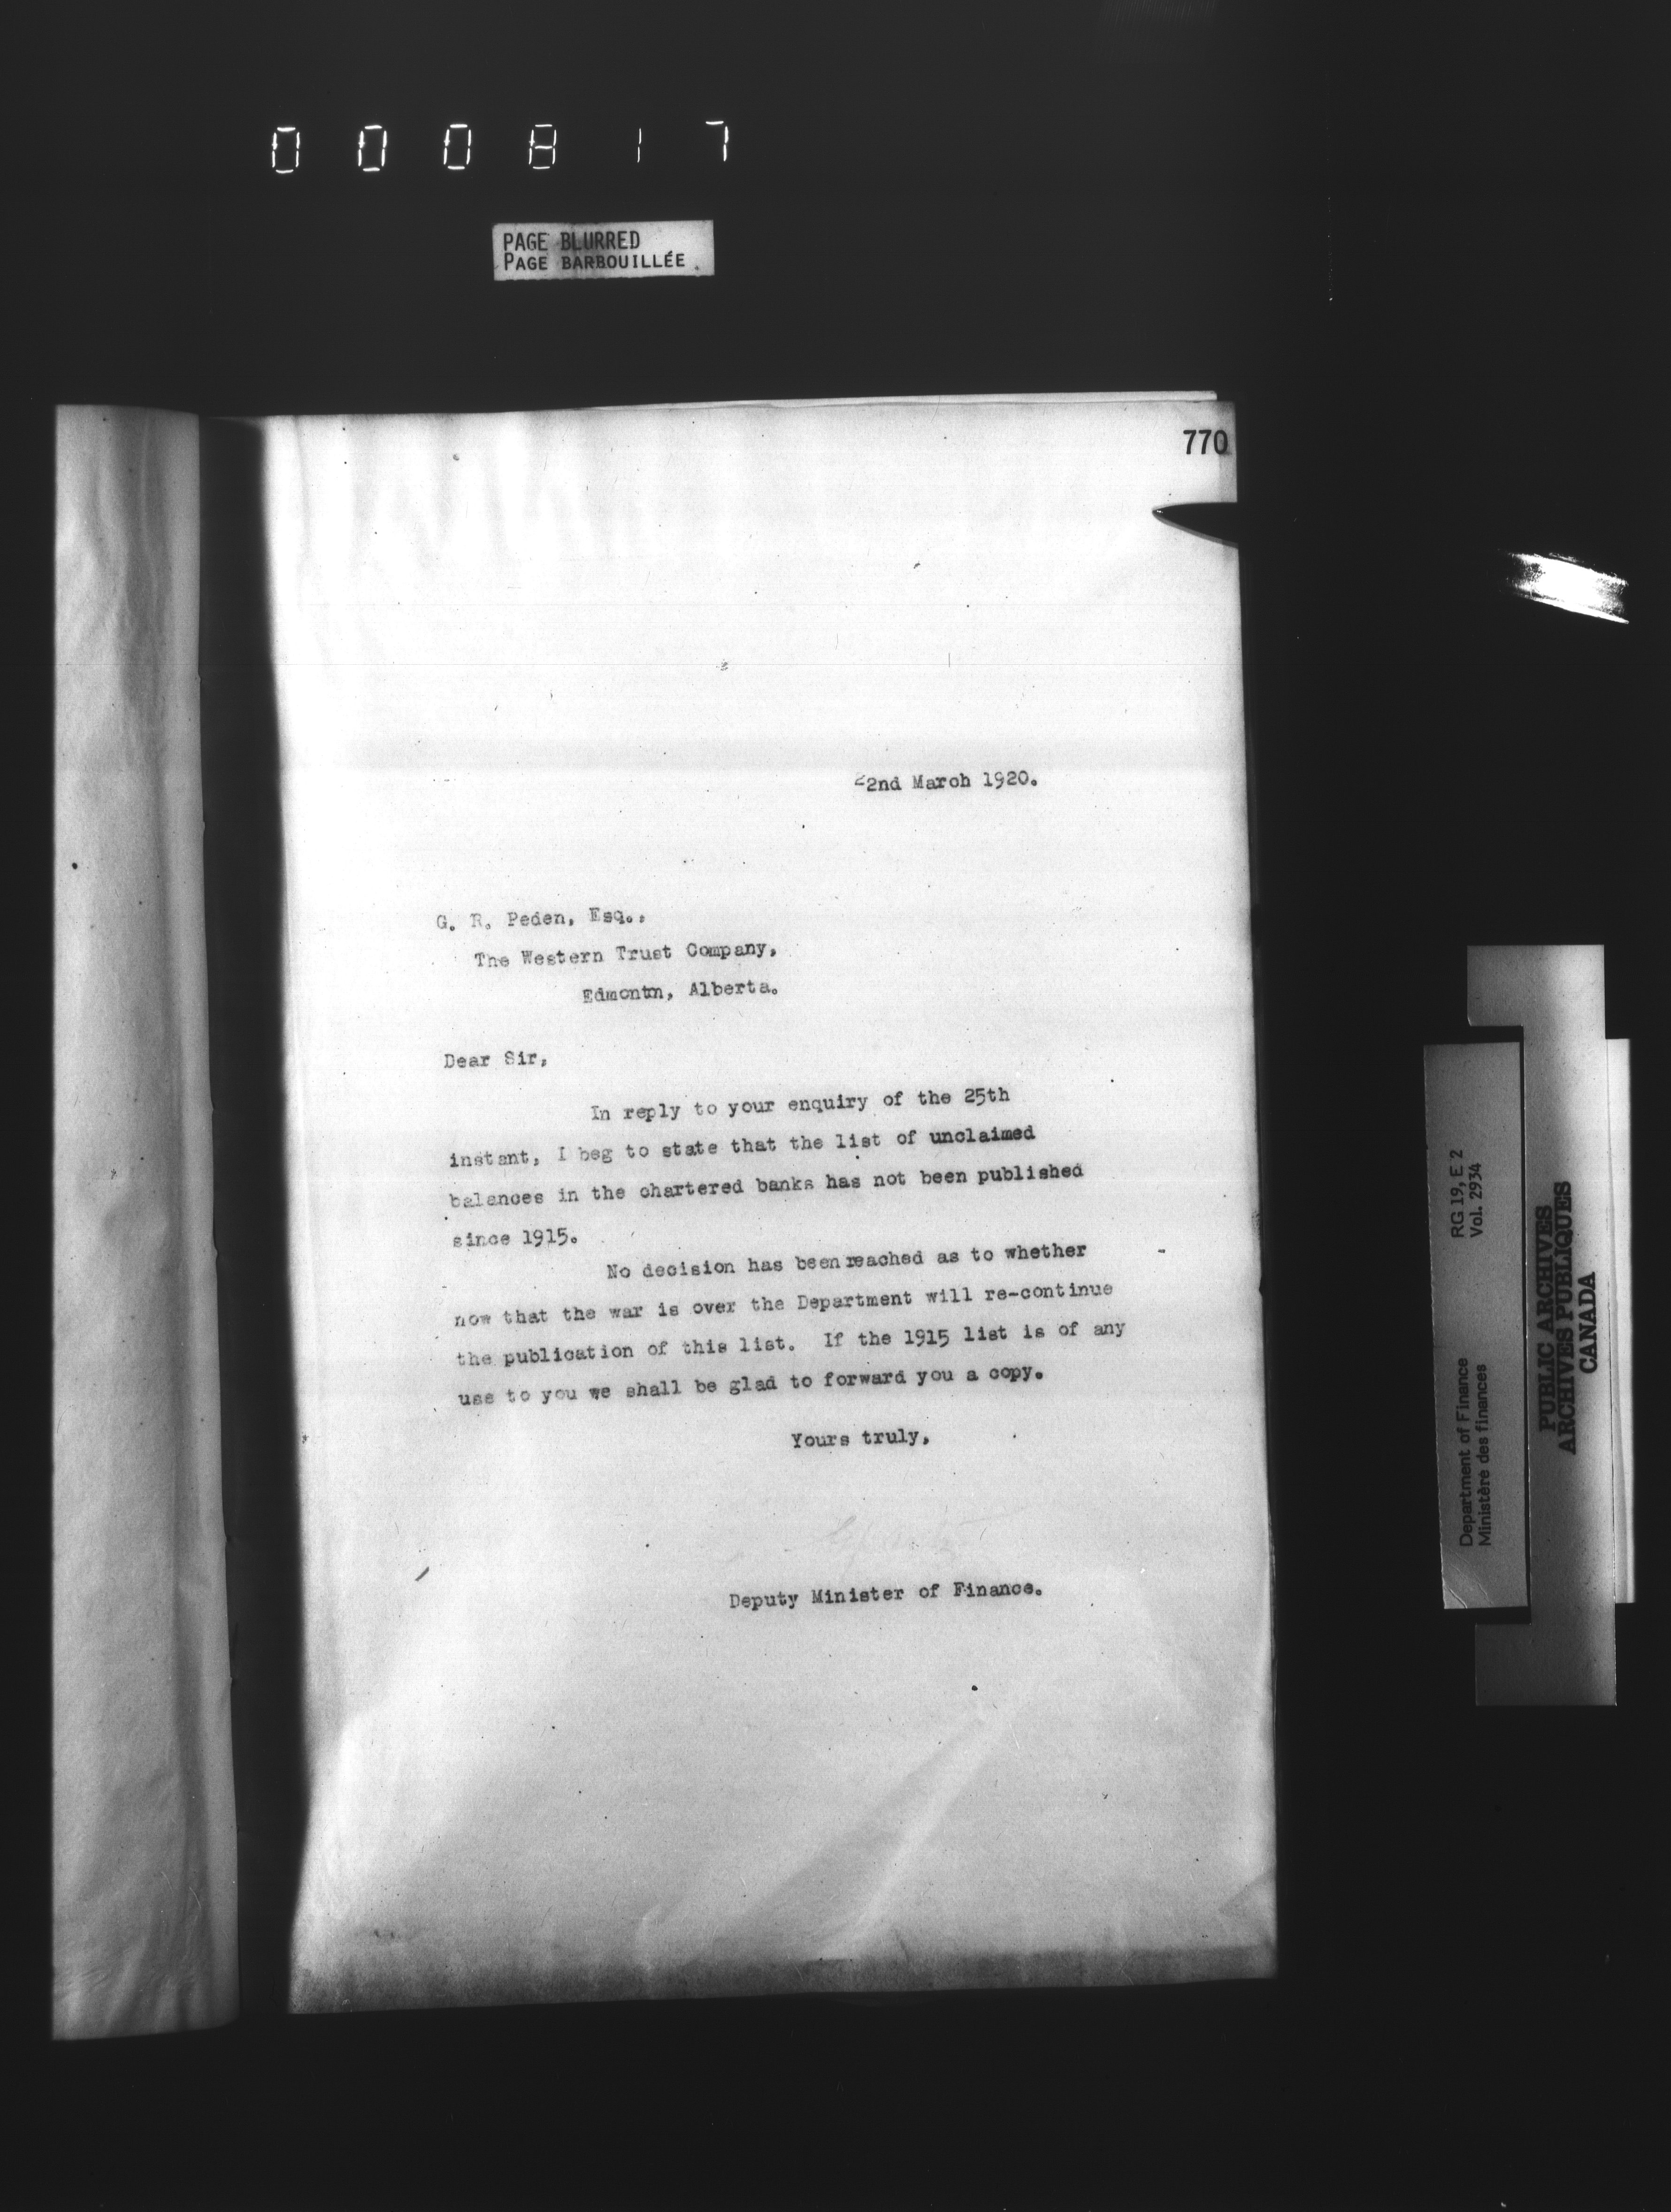 000817
PAGE BLURRED
PAGE BARBOUILLÉE
770
22nd March 1920.
G. R. Peden, Esq.,
The Western Trust Company,
Edmontn, Alberta.
Dear Sir,
In reply to your enquiry of the 25th
instant, I beg to state that the list of unclaimed
balances in the chartered banks has not been published
since 1915.
No decision has been reached as to whether
now that the war is over the Department will re-continue
the publication of this list. If the 1915 list is of any
use to you we shall be glad to forward you a copy.
Yours truly,
Deputy Minister of Finance.
Department of Finance RG 19, E 2
Ministère des finances Vol. 2934
PUBLIC ARCHIVES
ARCHIVES PUBLIQUES
CANADA